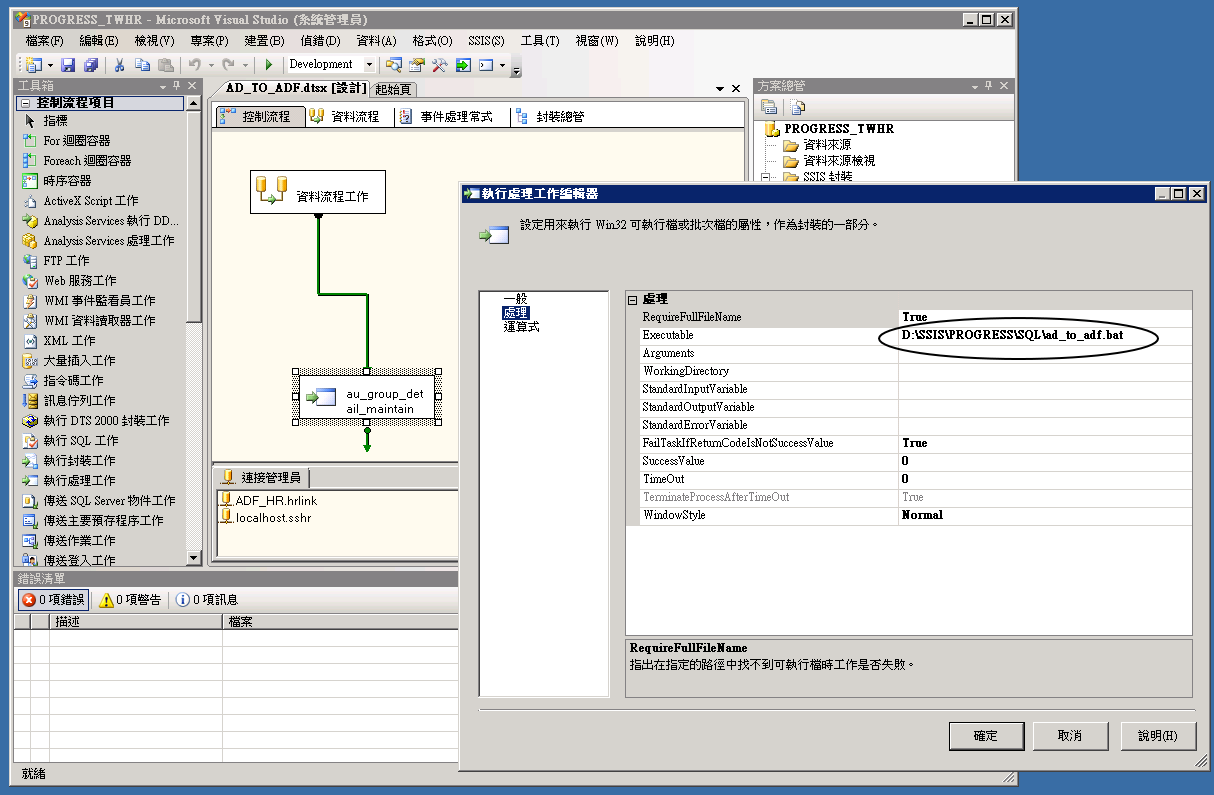 PROGRESS_TWHR - Microsoft Visual Studio (系統管理員)
檔案(F) 編輯(E) 檢視(V) 專案(P) 建置(B) 偵錯(D) 資料(A) 格式(O) SSIS(S) 工具(T) 視窗(W) 說明(H)
Development
工具箱
控制流程項目
指標
For 迴圈容器
Foreach 迴圈容器
時序容器
ActiveX Script 工作
Analysis Services 執行 DD...
Analysis Services 處理工作
FTP 工作
Web 服務工作
WMI 事件監看員工作
WMI 資料讀取器工作
XML 工作
大量插入工作
指令碼工作
訊息佇列工作
執行 DTS 2000 封裝工作
執行 SQL 工作
執行封裝工作
執行處理工作
傳送 SQL Server 物件工作
傳送主要預存程序工作
傳送作業工作
傳送登入工作
AD_TO_ADF.dtsx [設計] 起始頁
控制流程 資料流程 事件處理常式 封裝總管
資料流程工作
au_group_det
ail_maintain
連接管理員
ADF_HR.hrlink
localhost.sshr
方案總管
PROGRESS_TWHR
資料來源
資料來源檢視
SSIS 封裝
執行處理工作編輯器
設定用來執行 Win32 可執行檔或批次檔的屬性，作為封裝的一部分。
一般
處理
運算式
處理
RequireFullFileName True
Executable D:\SSIS\PROGRESS\SQL\ad_to_adf.bat
Arguments
WorkingDirectory
StandardInputVariable
StandardOutputVariable
StandardErrorVariable
FailTaskIfReturnCodeIsNotSuccessValue True
SuccessValue 0
TimeOut 0
TerminateProcessAfterTimeOut True
WindowStyle Normal
RequireFullFileName
指出在指定的路徑中找不到可執行檔時工作是否失敗。
確定 取消 說明(H)
錯誤清單
0 項錯誤 0 項警告 0 項訊息
描述 檔案
就緒